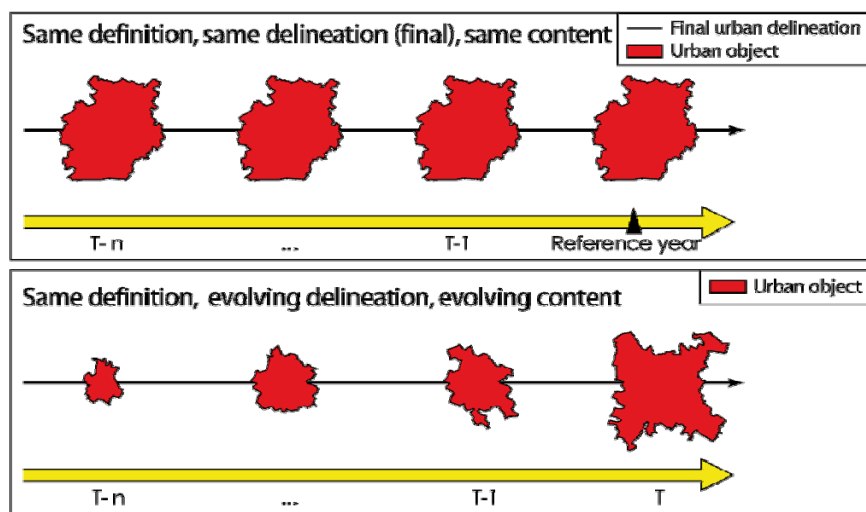 Same definition, same delineation (final), same content
Final urban delineation
Urban object
T-n ... T-1 Reference year
Same definition, evolving delineation, evolving content
Urban object
T-n ... T-1 T